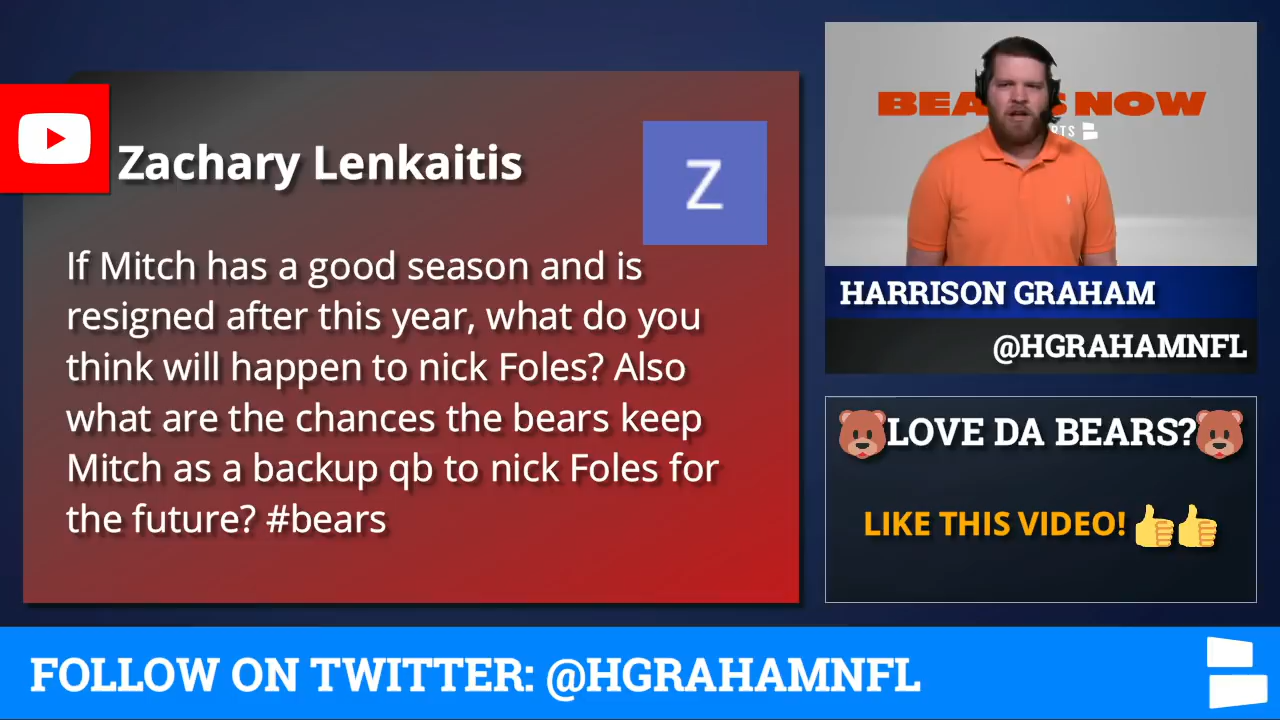 Zachary Lenkaitis
Z
If Mitch has a good season and is
resigned after this year, what do you
think will happen to nick Foles? Also
what are the chances the bears keep
Mitch as a backup qb to nick Foles for
the future? #bears
NOW
HARRISON GRAHAM
@HGRAHAMNFL
LOVE DA BEARS?
LIKE THIS VIDEO!
FOLLOW ON TWITTER: @HGRAHAMNFL